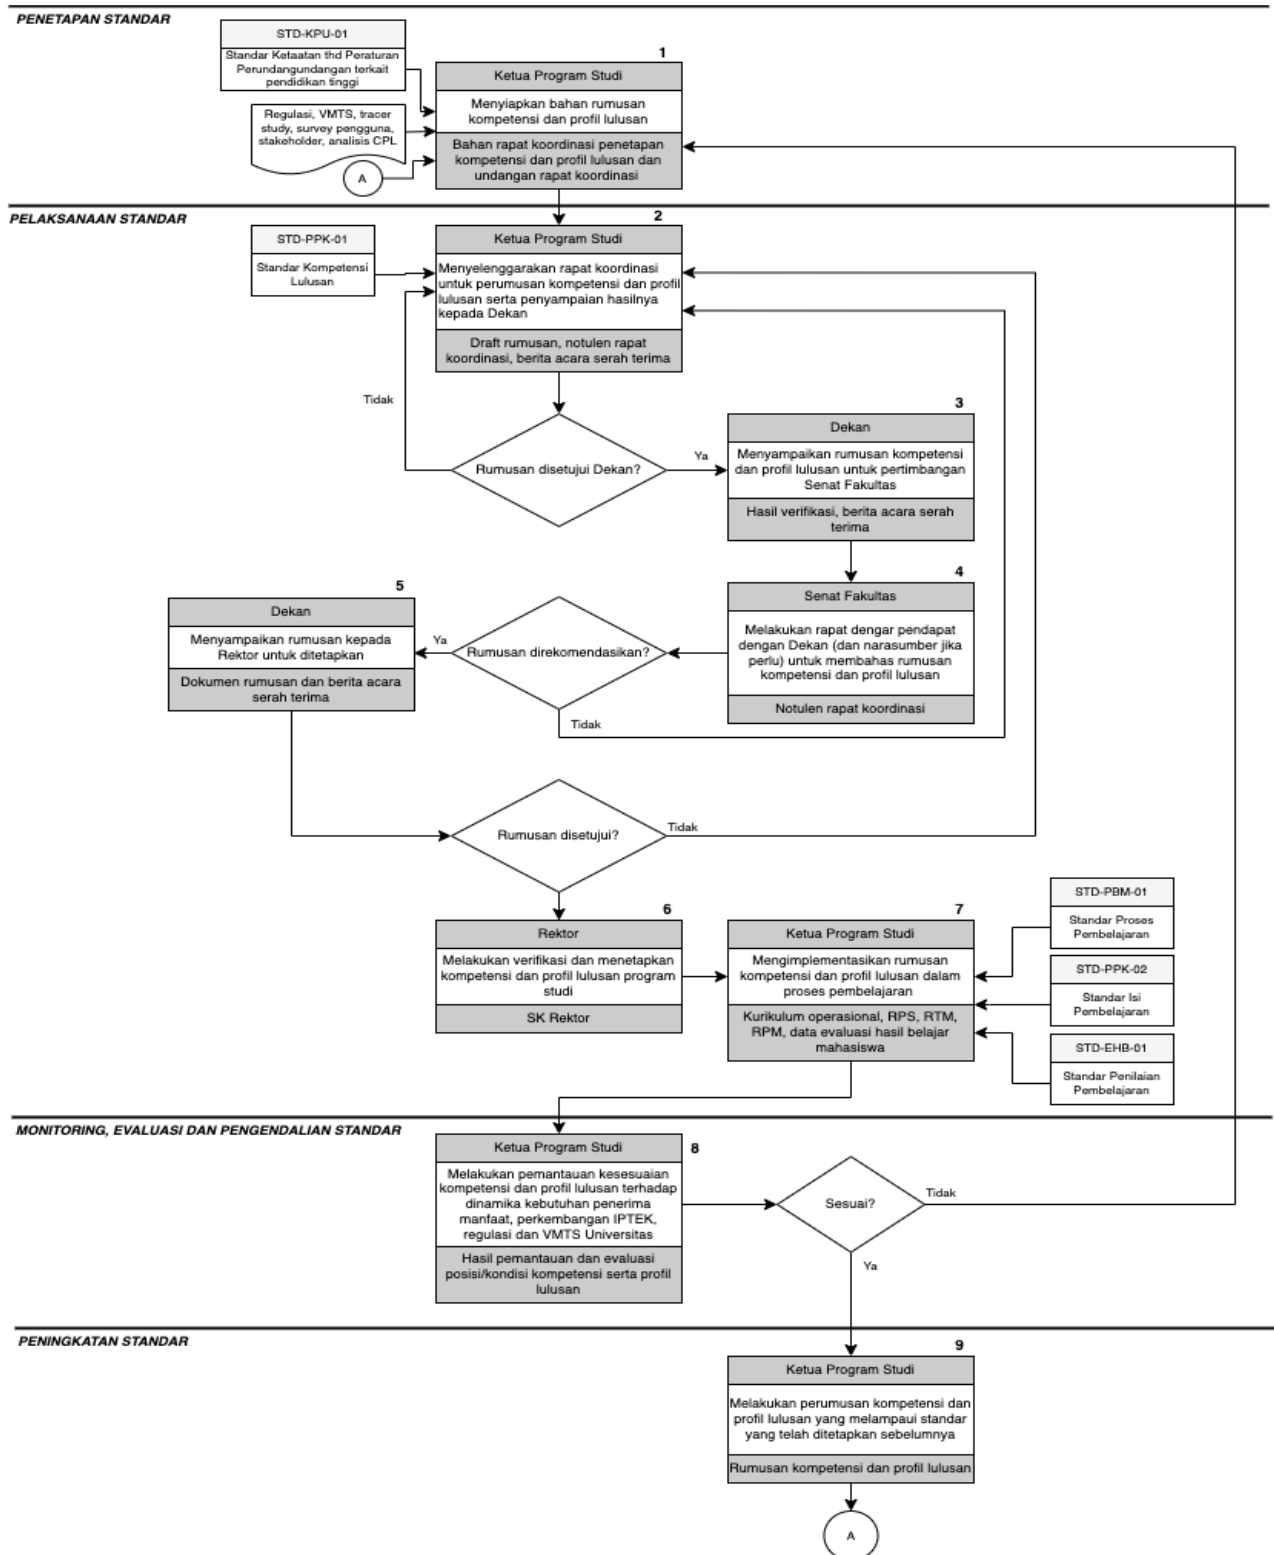 PENETAPAN STANDAR
STD-KPU-01
Standar Ketaatan thd Peraturan
Perundangundangan terkait
pendidikan tinggi
Regulasi, VMTS, tracer
study, survey pengguna,
stakeholder, analisis CPL
A
1
Ketua Program Studi
Menyiapkan bahan rumusan
kompetensi dan profil lulusan
Bahan rapat koordinasi penetapan
kompetensi dan profil lulusan dan
undangan rapat koordinasi
PELAKSANAAN STANDAR
2
STD-PPK-01
Standar Kompetensi
Lulusan
Ketua Program Studi
Menyelenggarakan rapat koordinasi
untuk perumusan kompetensi dan profil
lulusan serta penyampaian hasilnya
kepada Dekan
Draft rumusan, notulen rapat
koordinasi, berita acara serah terima
Tidak
Rumusan disetujui Dekan?
Ya
3
Dekan
Menyampaikan rumusan kompetensi
dan profil lulusan untuk pertimbangan
Senat Fakultas
Hasil verifikasi, berita acara serah
terima
4
Senat Fakultas
Melakukan rapat dengar pendapat
dengan Dekan (dan narasumber jika
perlu) untuk membahas rumusan
kompetensi dan profil lulusan
Notulen rapat koordinasi
Rumusan direkomendasikan?
Ya
Tidak
5
Dekan
Menyampaikan rumusan kepada
Rektor untuk ditetapkan
Dokumen rumusan dan berita acara
serah terima
Rumusan disetujui?
Tidak
6
Rektor
Melakukan verifikasi dan menetapkan
kompetensi dan profil lulusan program
studi
SK Rektor
7
Ketua Program Studi
Mengimplementasikan rumusan
kompetensi dan profil lulusan dalam
proses pembelajaran
Kurikulum operasional, RPS, RTM,
RPM, data evaluasi hasil belajar
mahasiswa
STD-PBM-01
Standar Proses
Pembelajaran
STD-PPK-02
Standar Isi
Pembelajaran
STD-EHB-01
Standar Penilaian
Pembelajaran
MONITORING, EVALUASI DAN PENGENDALIAN STANDAR
8
Ketua Program Studi
Melakukan pemantauan kesesuaian
kompetensi dan profil lulusan terhadap
dinamika kebutuhan penerima
manfaat, perkembangan IPTEK,
regulasi dan VMTS Universitas
Hasil pemantauan dan evaluasi
posisi/kondisi kompetensi serta profil
lulusan
Sesuai?
Tidak
Ya
PENINGKATAN STANDAR
9
Ketua Program Studi
Melakukan perumusan kompetensi dan
profil lulusan yang melampaui standar
yang telah ditetapkan sebelumnya
Rumusan kompetensi dan profil lulusan
A